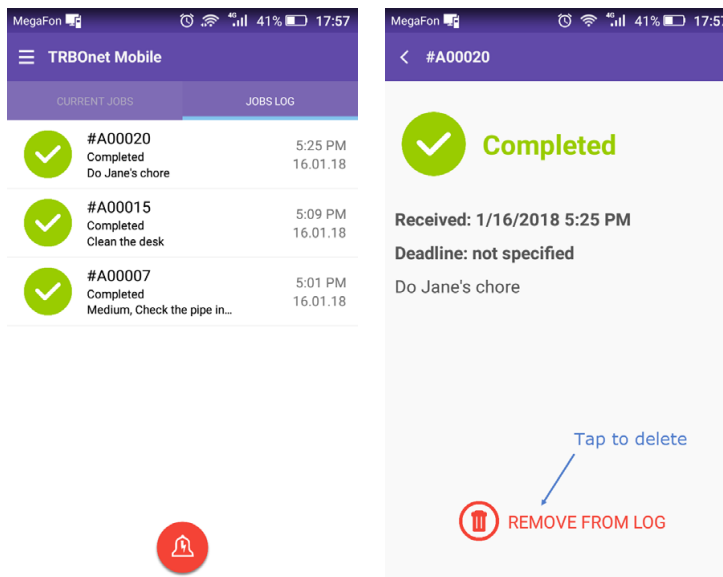 MegaFon 4G 41% 17:57
TRBOnet Mobile
CURRENT JOBS JOBS LOG
#A00020
Completed
Do Jane's chore
5:25 PM
16.01.18
#A00015
Completed
Clean the desk
5:09 PM
16.01.18
#A00007
Completed
Medium, Check the pipe in...
5:01 PM
16.01.18
MegaFon 4G 41% 17:57
#A00020
Completed
Received: 1/16/2018 5:25 PM
Deadline: not specified
Do Jane's chore
Tap to delete
REMOVE FROM LOG